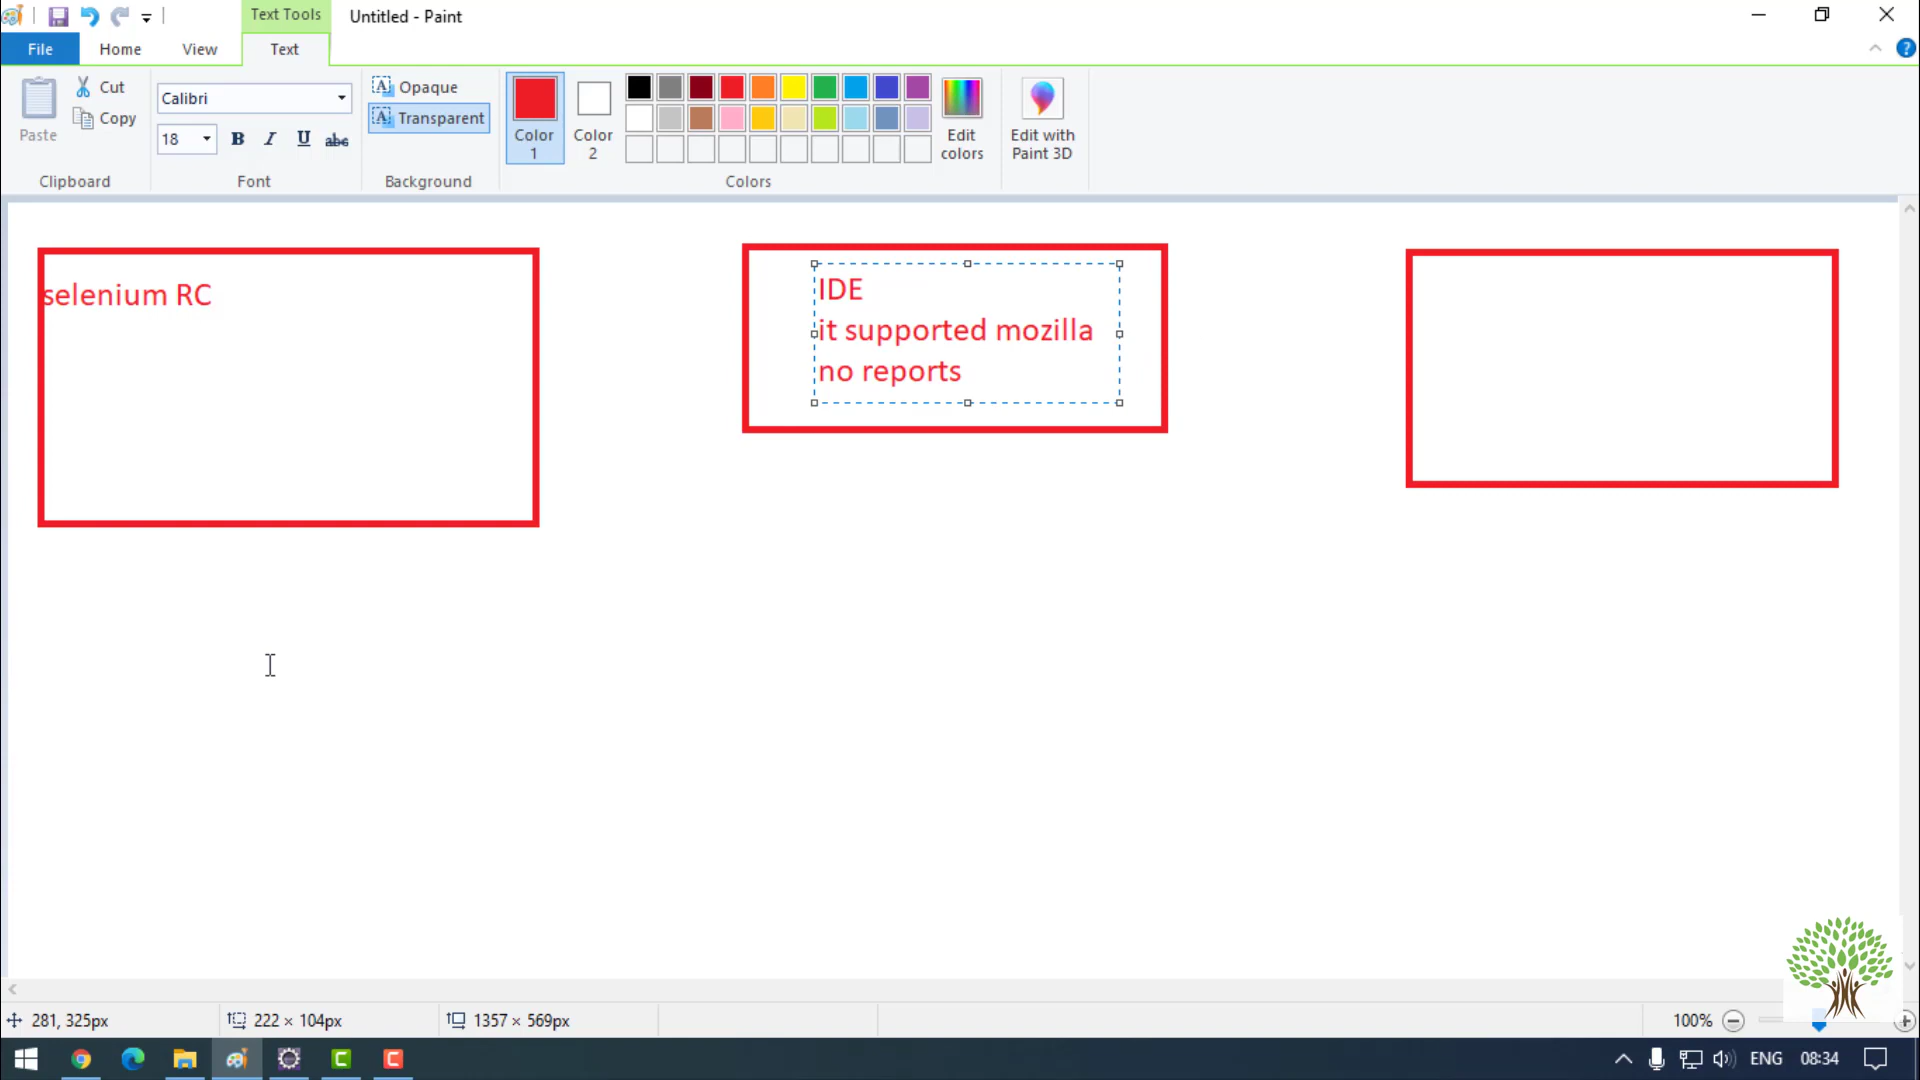 Text Tools
Untitled - Paint
File
Home
View
Text
Paste
Cut
Copy
Clipboard
Calibri
18
B
I
U
abc
Font
A Opaque
A Transparent
Background
Color
1
Color
2
Edit
colors
Colors
Edit with
Paint 3D
?
selenium RC
IDE
it supported mozilla
no reports
281, 325px
222 × 104px
1357 × 569px
100%
C
C
ENG
08:34